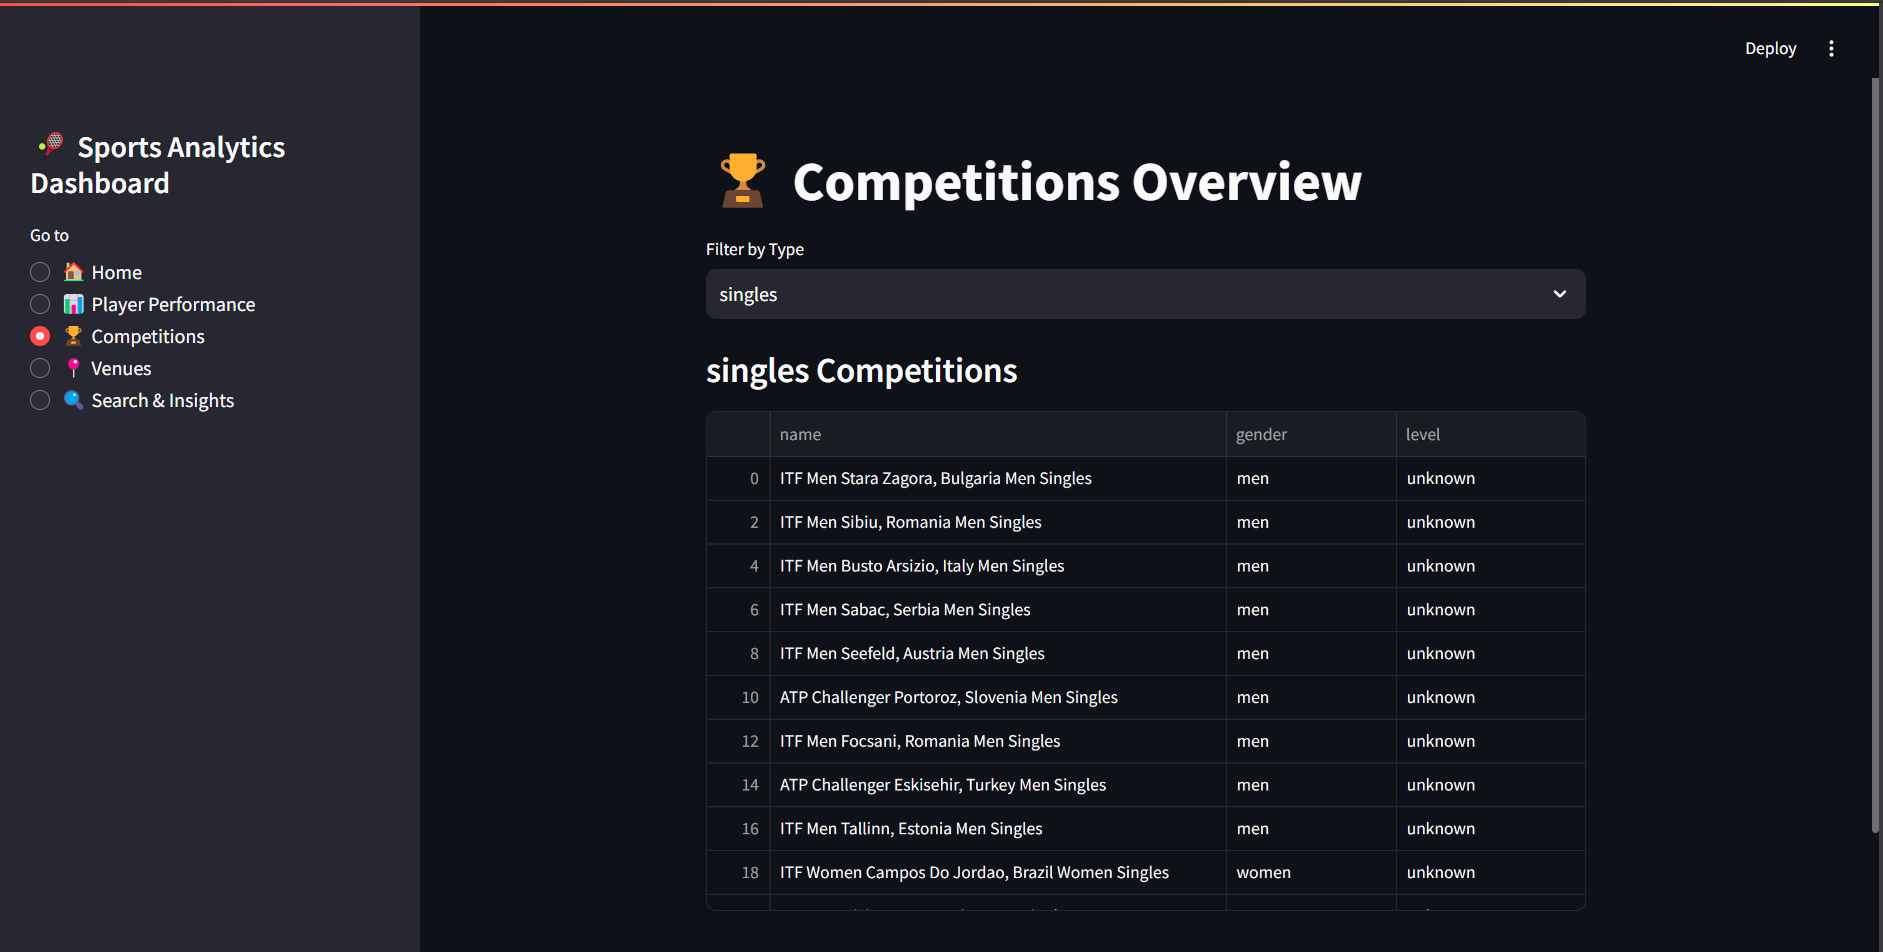 Deploy
Sports Analytics
Dashboard
Go to
Home
Player Performance
Competitions
Venues
Search & Insights
Competitions Overview
Filter by Type
singles
singles Competitions
name gender level
0 ITF Men Stara Zagora, Bulgaria Men Singles men unknown
2 ITF Men Sibiu, Romania Men Singles men unknown
4 ITF Men Busto Arsizio, Italy Men Singles men unknown
6 ITF Men Sabac, Serbia Men Singles men unknown
8 ITF Men Seefeld, Austria Men Singles men unknown
10 ATP Challenger Portoroz, Slovenia Men Singles men unknown
12 ITF Men Focsani, Romania Men Singles men unknown
14 ATP Challenger Eskisehir, Turkey Men Singles men unknown
16 ITF Men Tallinn, Estonia Men Singles men unknown
18 ITF Women Campos Do Jordao, Brazil Women Singles women unknown